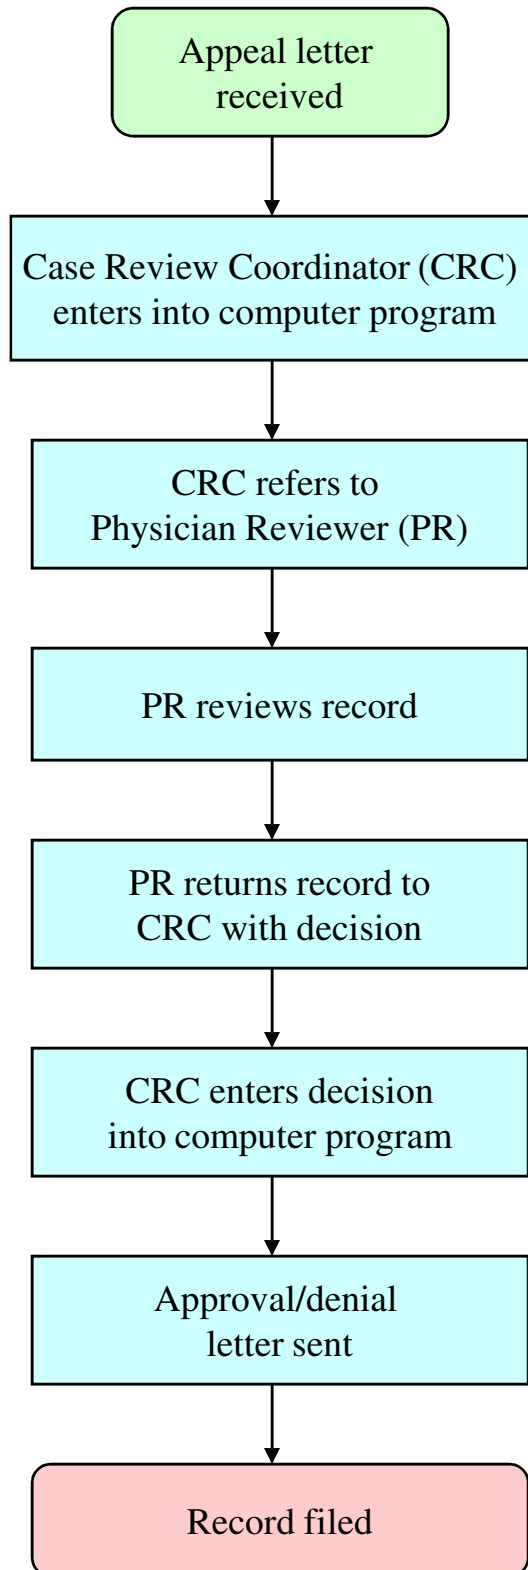 Appeal letter
received
Case Review Coordinator (CRC)
enters into computer program
CRC refers to
Physician Reviewer (PR)
PR reviews record
PR returns record to
CRC with decision
CRC enters decision
into computer program
Approval/denial
letter sent
Record filed